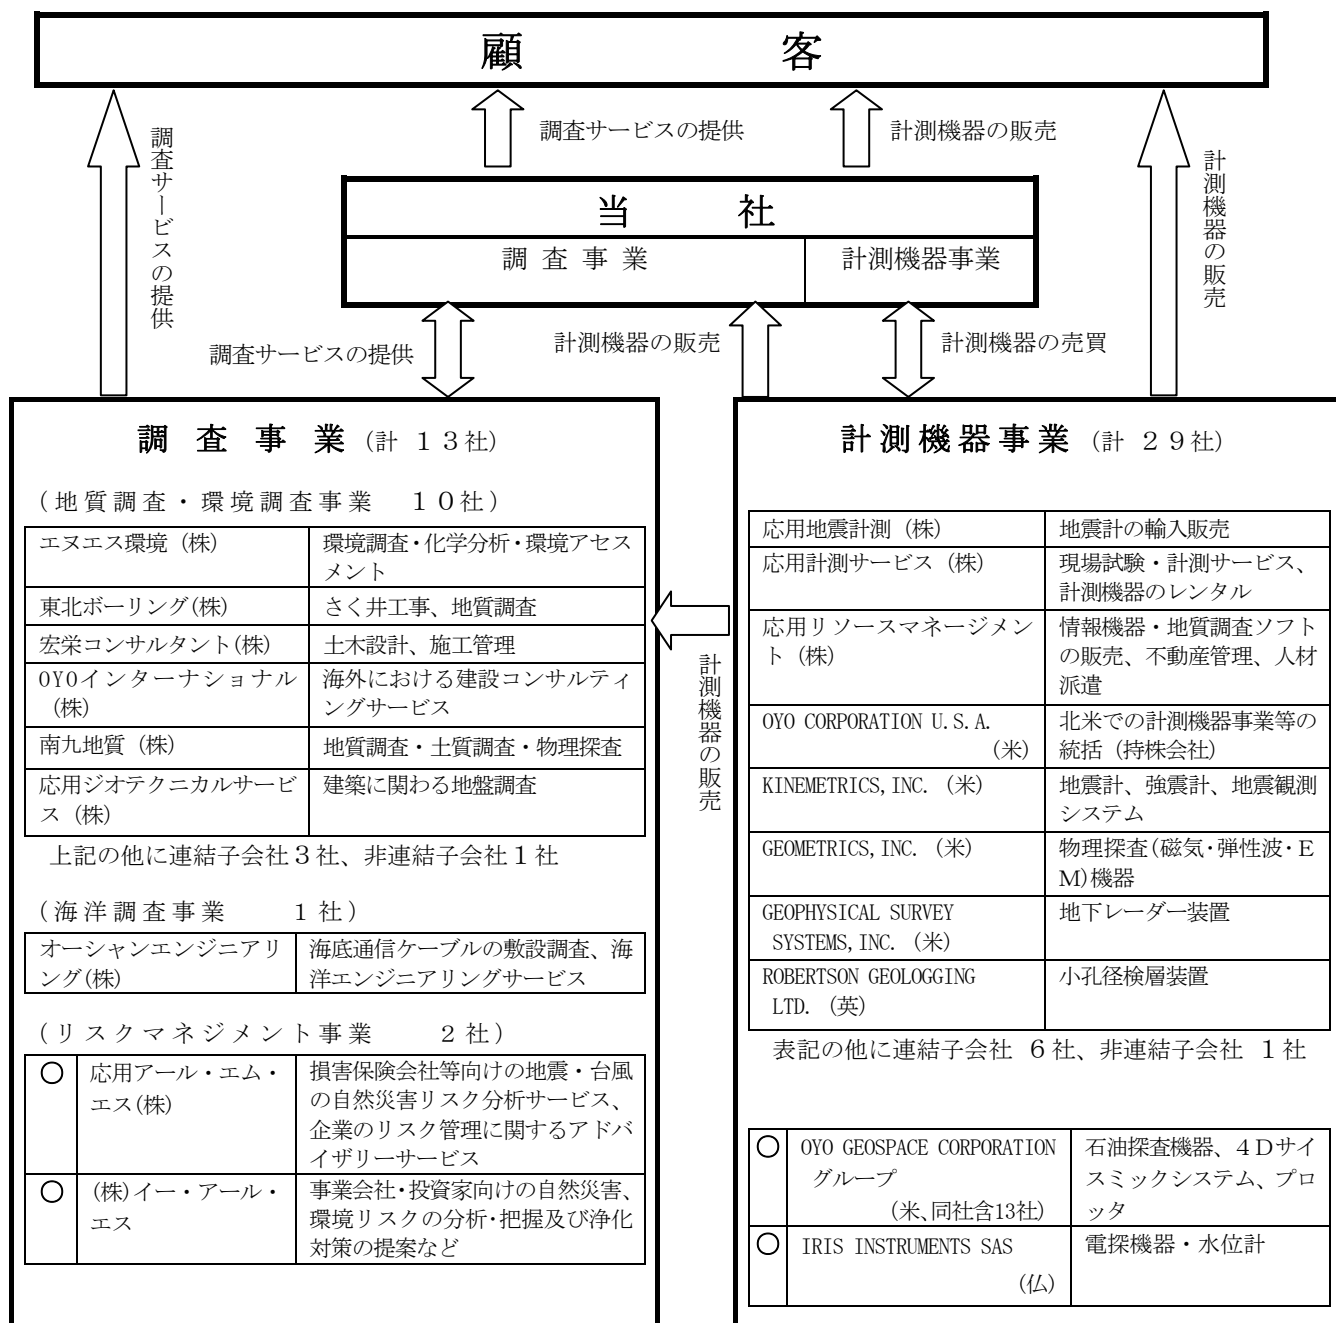 顧　　　客
調査サービスの提供
調査サービスの提供
計測機器の販売
計測機器の販売
当　　社
調 査 事 業
計測機器事業
調査サービスの提供
計測機器の販売
計測機器の売買
調 査 事 業 (計 １３社)
(地質調査・環境調査事業　１０社)
エヌエス環境 (株)
環境調査・化学分析・環境アセス
メント
東北ボーリング(株)
さく井工事、地質調査
宏栄コンサルタント(株)
土木設計、施工管理
OYOインターナショナル
(株)
海外における建設コンサルティ
ングサービス
南九地質 (株)
地質調査・土質調査・物理探査
応用ジオテクニカルサービ
ス (株)
建築に関わる地盤調査
上記の他に連結子会社３社、非連結子会社１社
(海洋調査事業　　１社)
オーシャンエンジニアリ
ング(株)
海底通信ケーブルの敷設調査、海
洋エンジニアリングサービス
(リスクマネジメント事業　　２社)
○
応用アール・エム・
エス(株)
損害保険会社等向けの地震・台風
の自然災害リスク分析サービス、
企業のリスク管理に関するアドバ
イザリーサービス
○
(株)イー・アール・
エス
事業会社・投資家向けの自然災害、
環境リスクの分析・把握及び浄化
対策の提案など
計測機器の販売
計測機器事業 (計 ２９社)
応用地震計測 (株)
地震計の輸入販売
応用計測サービス (株)
現場試験・計測サービス、
計測機器のレンタル
応用リソースマネージメン
ト (株)
情報機器・地質調査ソフト
の販売、不動産管理、人材
派遣
OYO CORPORATION U.S.A.
(米)
北米での計測機器事業等の
統括 (持株会社)
KINEMETRICS,INC. (米)
地震計、強震計、地震観測
システム
GEOMETRICS,INC. (米)
物理探査(磁気・弾性波・Ｅ
Ｍ)機器
GEOPHYSICAL SURVEY
SYSTEMS,INC. (米)
地下レーダー装置
ROBERTSON GEOLOGGING
LTD. (英)
小孔径検層装置
表記の他に連結子会社 ６社、非連結子会社 １社
○
OYO GEOSPACE CORPORATION
グループ
(米、同社含13社)
石油探査機器、４Ｄサイ
スミックシステム、プロ
ッタ
○
IRIS INSTRUMENTS SAS
(仏)
電探機器・水位計